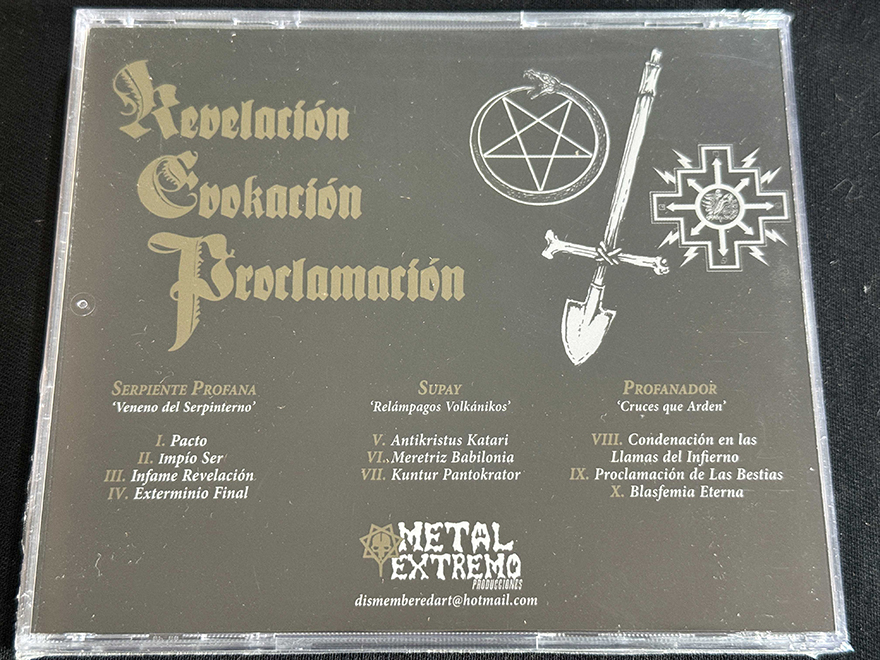 Revelación
Evokación
Proclamación
Serpiente Profana
'Veneno del Serpinterno'
I. Pacto
II. Impío Ser
III. Infame Revelación
IV. Exterminio Final
Supay
'Relámpagos Volkánikos'
V. Antikristus Katari
VI. Meretriz Babilonia
VII. Kuntur Pantokrator
Profanador
'Cruces que Arden'
VIII. Condenación en las
Llamas del Infierno
IX. Proclamación de Las Bestias
X. Blasfemia Eterna
METAL
EXTREMO
PRODUCCIONES
dismemberedart@hotmail.com